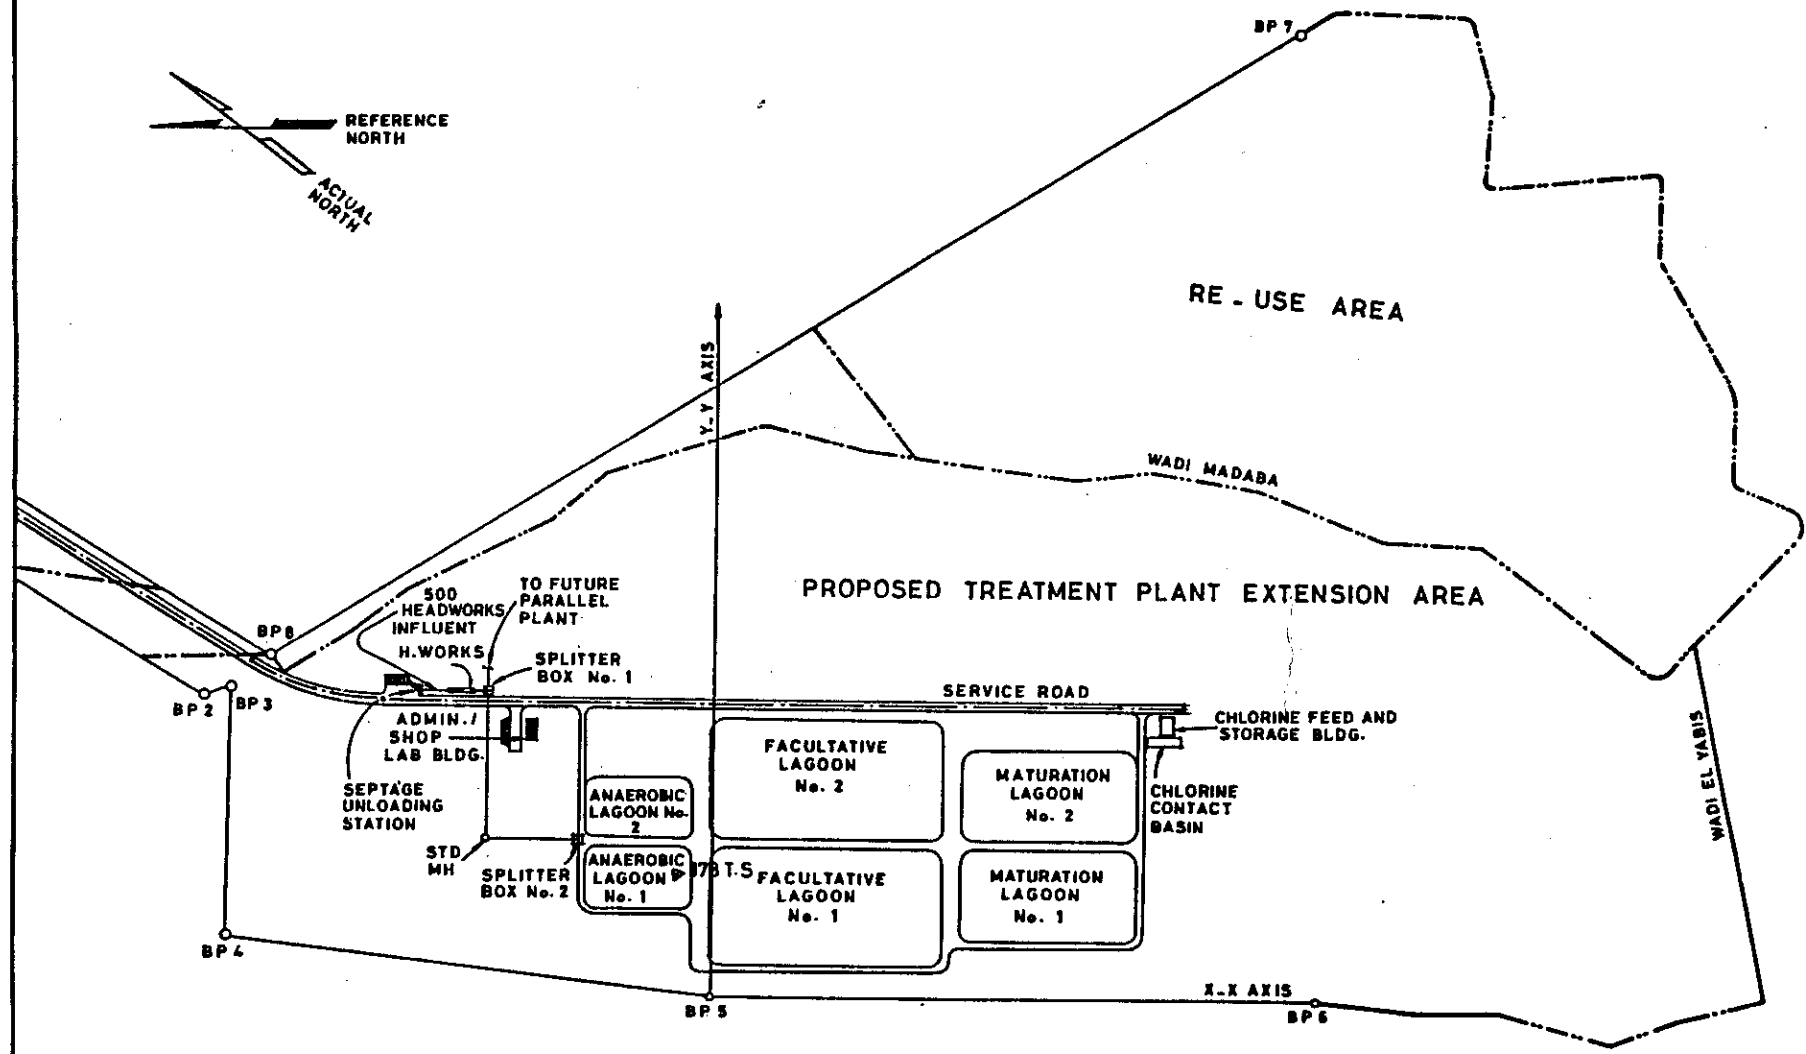 BP 7
REFERENCE
NORTH
ACTUAL
NORTH
RE - USE AREA
Y-Y AXIS
WADI MADABA
TO FUTURE
PARALLEL
PLANT
500
HEADWORKS
INFLUENT
H.WORKS
PROPOSED TREATMENT PLANT EXTENSION AREA
BP 8
SPLITTER
BOX No. 1
BP 2
BP 3
SERVICE ROAD
ADMIN./
SHOP
LAB BLDG.
CHLORINE FEED AND
STORAGE BLDG.
FACULTATIVE
LAGOON
No. 2
MATURATION
LAGOON
No. 2
WADI EL YABIS
SEPTAGE
UNLOADING
STATION
ANAEROBIC
LAGOON No.
2
CHLORINE
CONTACT
BASIN
STD
MH
SPLITTER
BOX No. 2
ANAEROBIC
LAGOON
No. 1
T.S
FACULTATIVE
LAGOON
No. 1
MATURATION
LAGOON
No. 1
BP 4
X-X AXIS
BP 5
BP 6